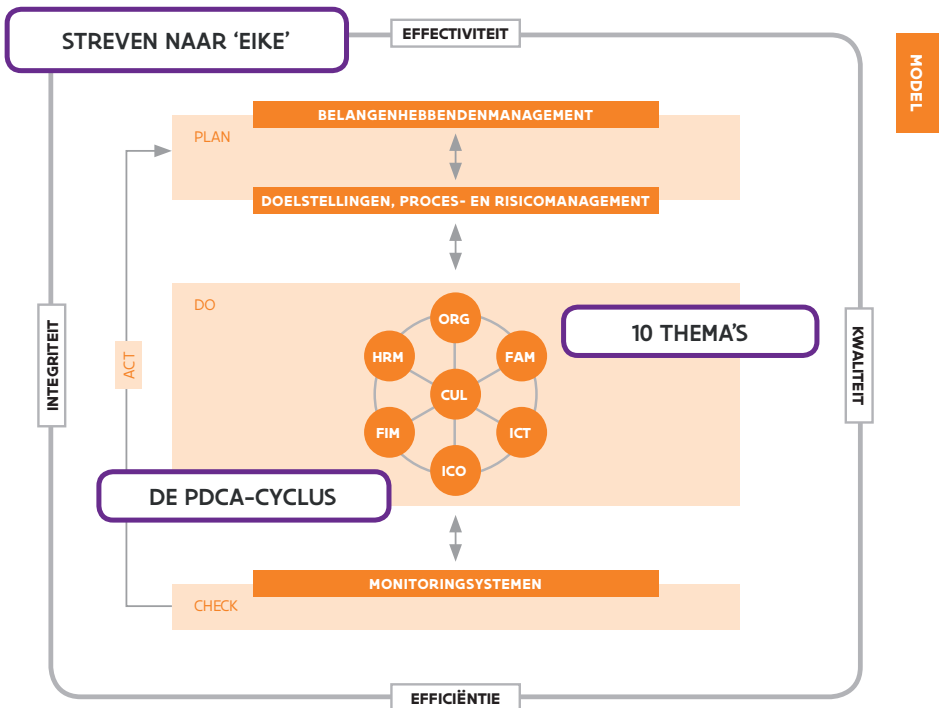 STREVEN NAAR ‘EIKE’
EFFECTIVITEIT
MODEL
BELANGENHEBBENDENMANAGEMENT
PLAN
DOELSTELLINGEN, PROCES- EN RISICOMANAGEMENT
DO
ORG
10 THEMA’S
HRM
FAM
INTEGRITEIT
ACT
KWALITEIT
CUL
FIM
ICT
ICO
DE PDCA-CYCLUS
MONITORINGSYSTEMEN
CHECK
EFFICIËNTIE